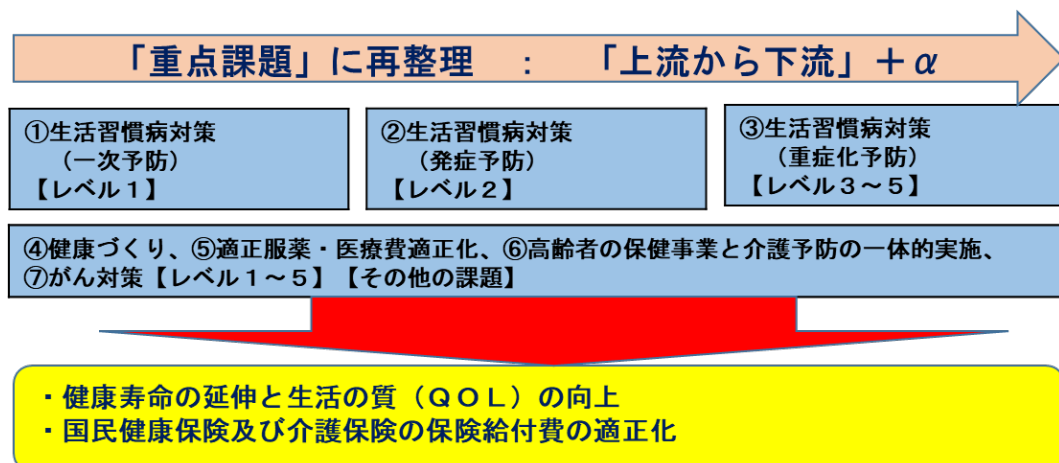 「重点課題」に再整理 : 「上流から下流」+α
①生活習慣病対策
(一次予防)
【レベル1】
②生活習慣病対策
(発症予防)
【レベル2】
③生活習慣病対策
(重症化予防)
【レベル3~5】
④健康づくり、⑤適正服薬・医療費適正化、⑥高齢者の保健事業と介護予防の一体的実施、
⑦がん対策【レベル1~5】【その他の課題】
・健康寿命の延伸と生活の質(QOL)の向上
・国民健康保険及び介護保険の保険給付費の適正化